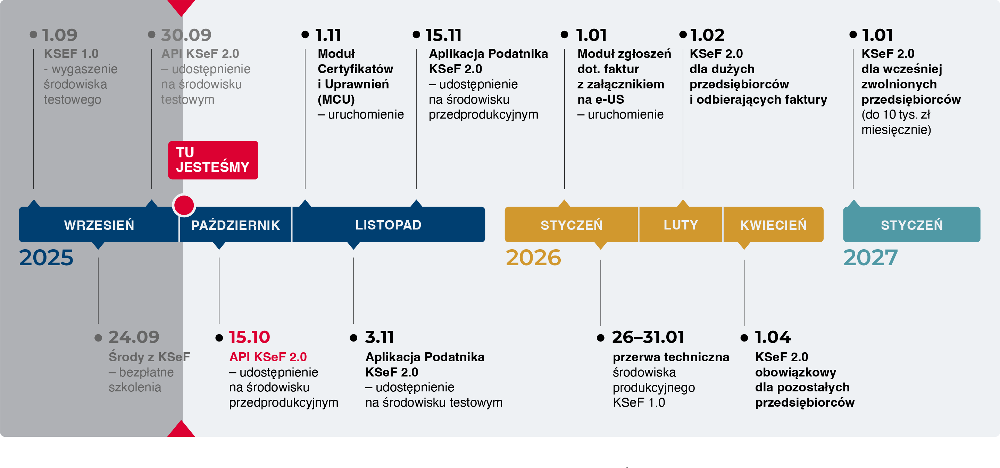 1.09
KSEF 1.0
- wygaszenie
środowiska
testowego
30.09
API KSeF 2.0
– udostępnienie
na środowisku
testowym
1.11
Moduł
Certyfikatów
i Uprawnień
(MCU)
– uruchomienie
15.11
Aplikacja Podatnika
KSeF 2.0
– udostępnienie
na środowisku
przedprodukcyjnym
1.01
Moduł zgłoszeń
dot. faktur
z załącznikiem
na e-US
– uruchomienie
1.02
KSeF 2.0
dla dużych
przedsiębiorców
i odbierających faktury
1.01
KSeF 2.0
dla wcześniej
zwolnionych
przedsiębiorców
(do 10 tys. zł
miesięcznie)
TU
JESTEŚMY
WRZESIEŃ
PAŹDZIERNIK
LISTOPAD
STYCZEŃ
LUTY
KWIECIEŃ
STYCZEŃ
2025
2026
2027
24.09
Środy z KSeF
– bezpłatne
szkolenia
15.10
API KSeF 2.0
– udostępnienie
na środowisku
przedprodukcyjnym
3.11
Aplikacja Podatnika
KSeF 2.0
– udostępnienie
na środowisku testowym
26–31.01
przerwa techniczna
środowiska
produkcyjnego
KSeF 1.0
1.04
KSeF 2.0
obowiązkowy
dla pozostałych
przedsiębiorców